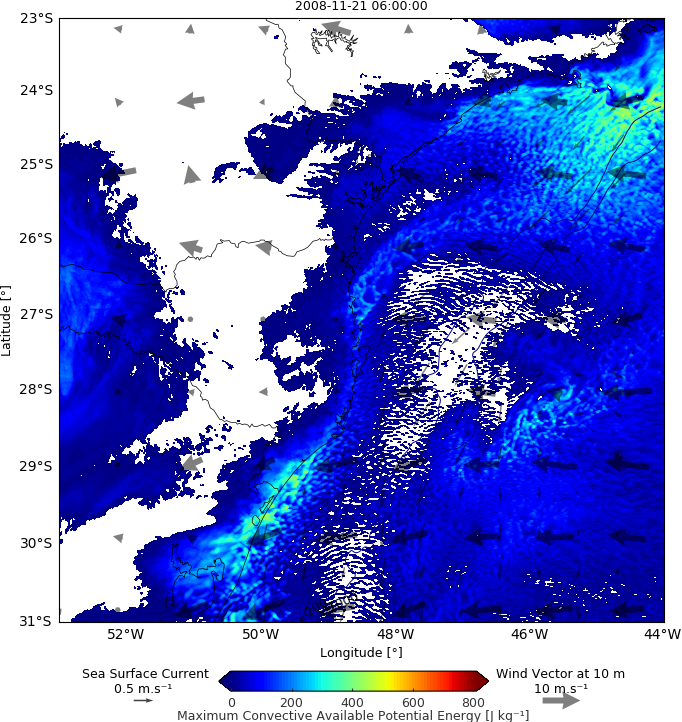 2008-11-21 06:00:00
23°S
24°S
25°S
26°S
27°S
28°S
29°S
30°S
31°S
Latitude [°]
52°W 50°W 48°W 46°W 44°W
Longitude [°]
Sea Surface Current
0.5 m.s⁻¹
Wind Vector at 10 m
10 m.s⁻¹
0 200 400 600 800
Maximum Convective Available Potential Energy [J kg⁻¹]